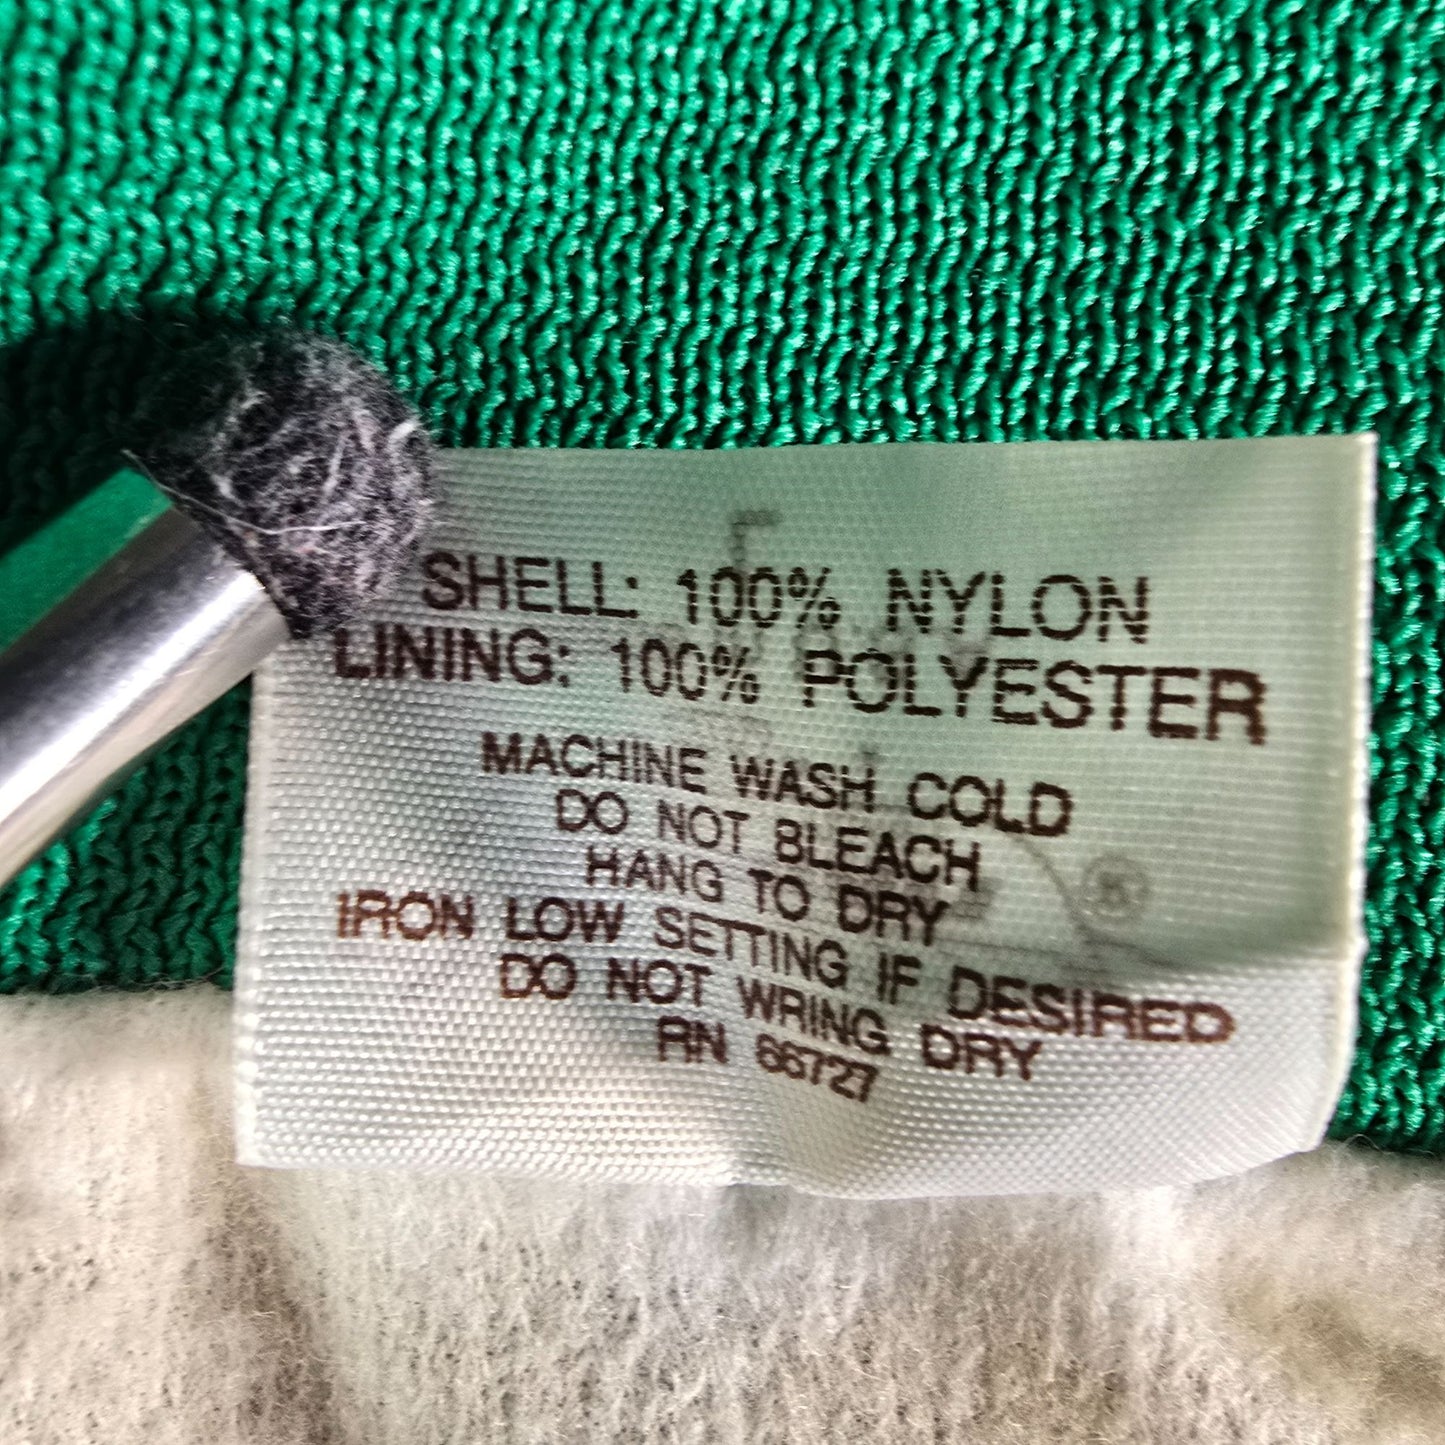 SHELL: 100% NYLON
LINING: 100% POLYESTER
MACHINE WASH COLD
DO NOT BLEACH
HANG TO DRY
IRON LOW SETTING IF DESIRED
DO NOT WRING DRY
RN 66727
®